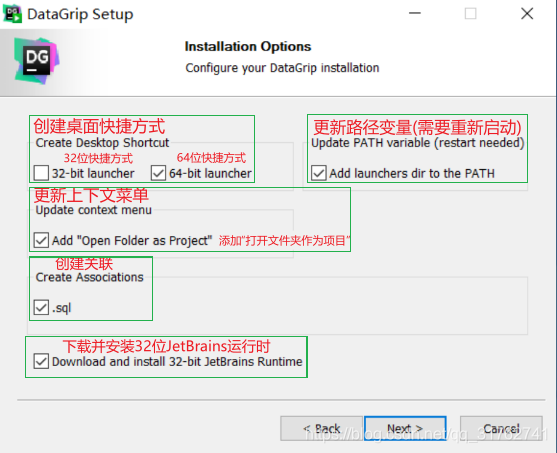 DataGrip Setup
DG
Installation Options
Configure your DataGrip installation
创建桌面快捷方式
更新路径变量(需要重新启动)
Create Desktop Shortcut
Update PATH variable (restart needed)
32位快捷方式
64位快捷方式
32-bit launcher
64-bit launcher
Add launchers dir to the PATH
更新上下文菜单
Update context menu
Add "Open Folder as Project"
添加"打开文件夹作为项目"
创建关联
Create Associations
.sql
下载并安装32位JetBrains运行时
Download and install 32-bit JetBrains Runtime
< Back
Next >
Cancel
https://blog.csdn.net/qq_31762741